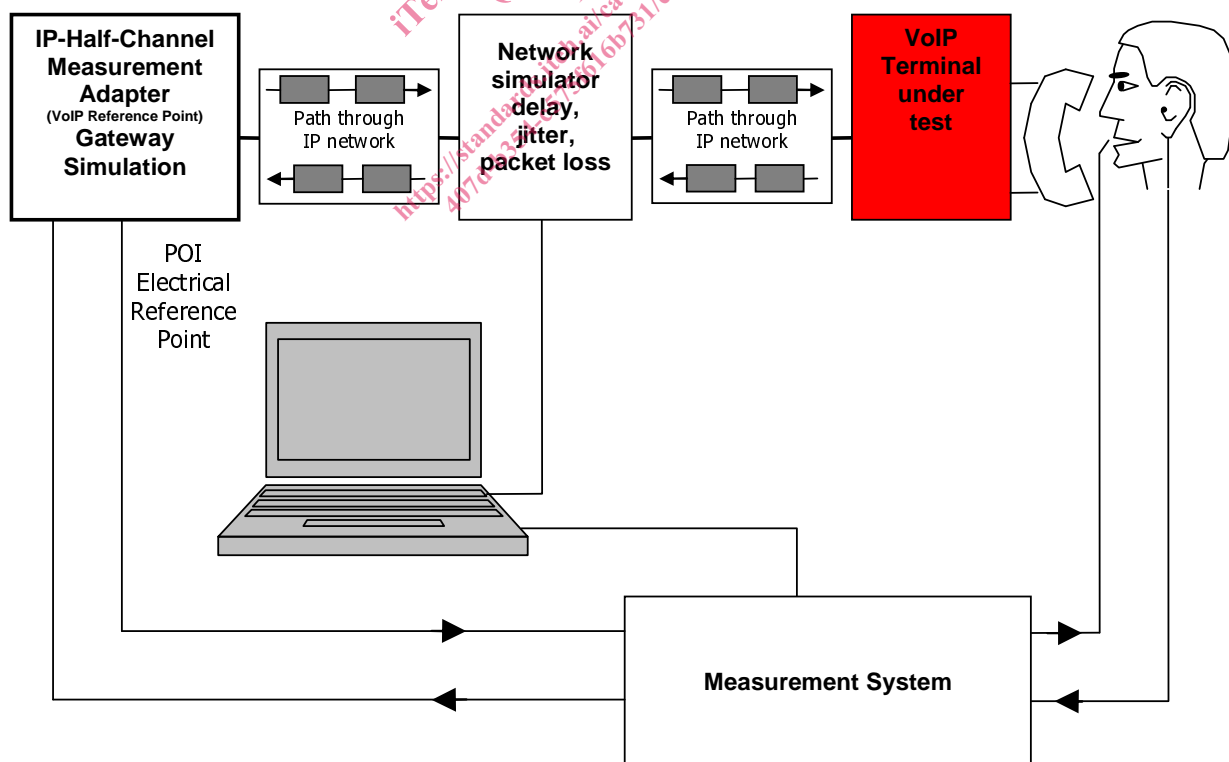 IP-Half-Channel
Measurement
Adapter
(VoIP Reference Point)
Gateway
Simulation
Path through
IP network
Network
simulator
delay,
jitter,
packet loss
Path through
IP network
VoIP
Terminal
under
test
POI
Electrical
Reference
Point
Measurement System